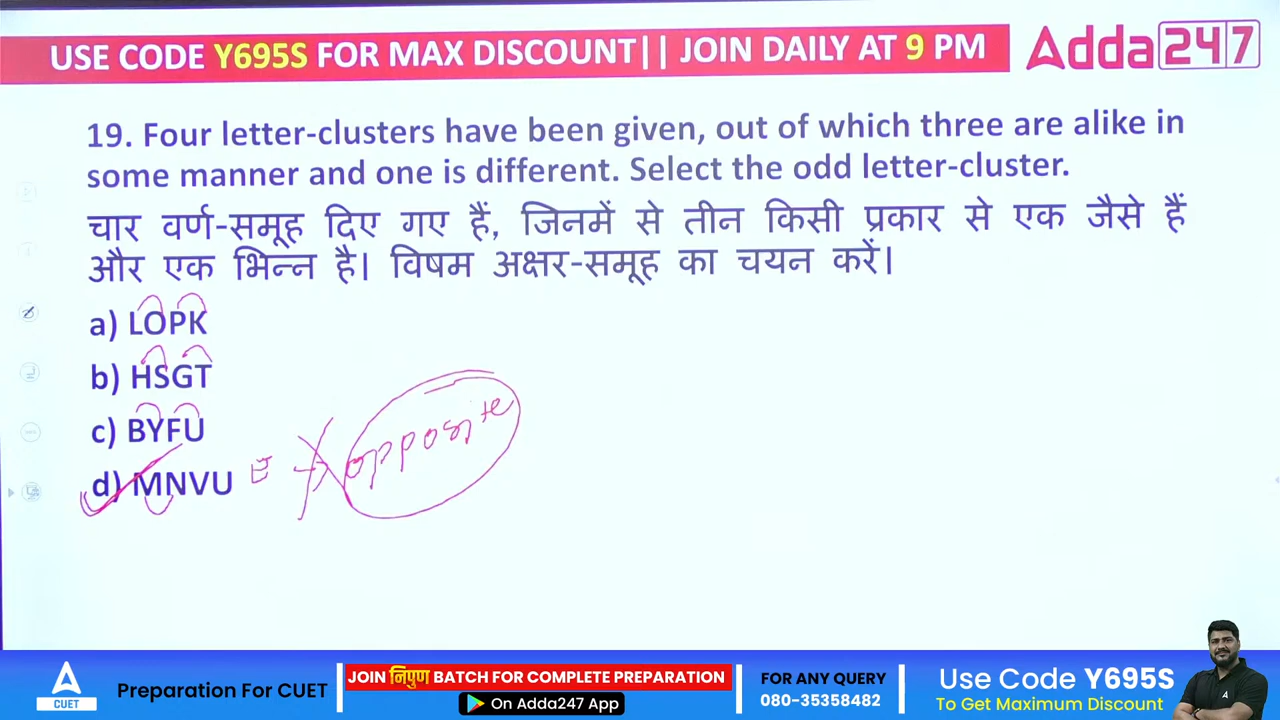 USE CODE Y695S FOR MAX DISCOUNT|| JOIN DAILY AT 9 PM
Adda247
19. Four letter-clusters have been given, out of which three are alike in
some manner and one is different. Select the odd letter-cluster.
चार वर्ण-समूह दिए गए हैं, जिनमें से तीन किसी प्रकार से एक जैसे हैं
और एक भिन्न है। विषम अक्षर-समूह का चयन करें।
a) LOPK
b) HSGT
c) BYFU
d) MNVU E
opposite
CUET
Preparation For CUET
JOIN निपुण BATCH FOR COMPLETE PREPARATION
On Adda247 App
FOR ANY QUERY
080-35358482
Use Code Y695S
To Get Maximum Discount